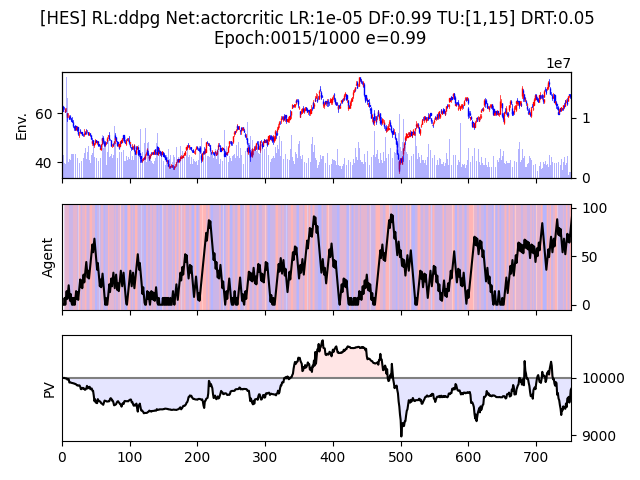 [HES] RL:ddpg Net:actorcritic LR:1e-05 DF:0.99 TU:[1,15] DRT:0.05
Epoch:0015/1000 e=0.99
1e7
Env.
60
40
1
0
Agent
100
50
0
PV
10000
9000
0 100 200 300 400 500 600 700